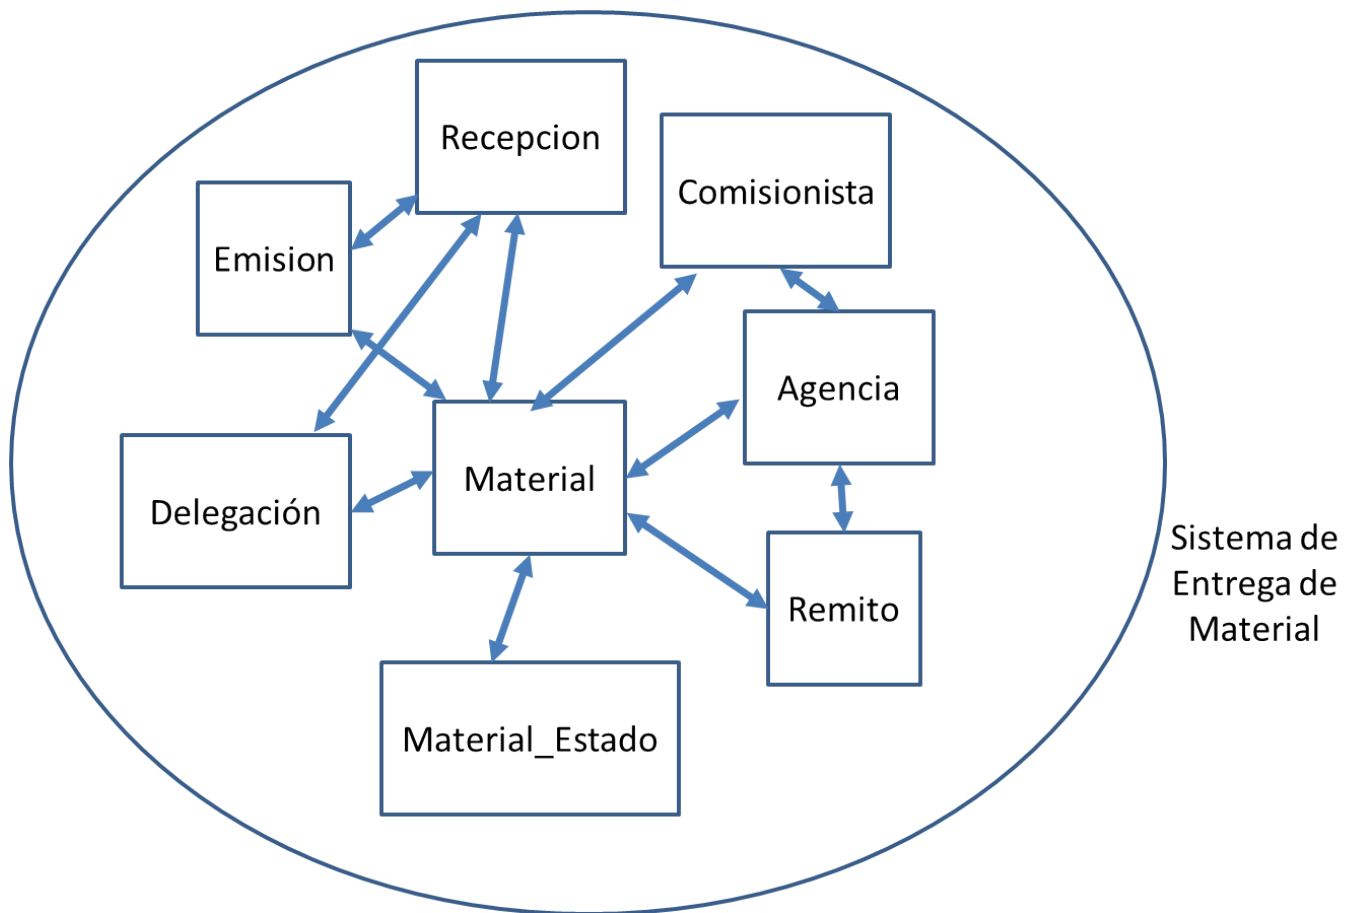 Recepcion
Comisionista
Emision
Agencia
Material
Delegación
Sistema de
Entrega de
Material
Remito
Material_Estado